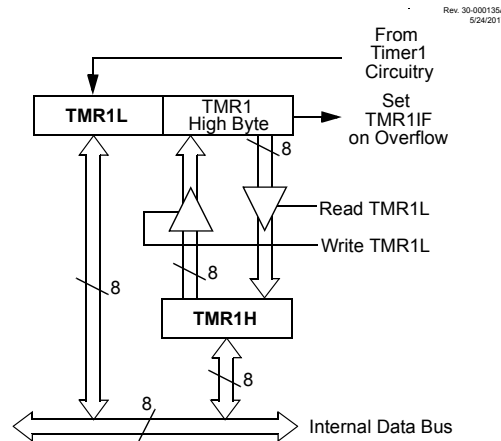 Rev. 30-000135
5/24/201
From
Timer1
Circuitry
TMR1L
TMR1
High Byte
Set
TMR1IF
on Overflow
8
Read TMR1L
Write TMR1L
8
8
TMR1H
8
8
Internal Data Bus